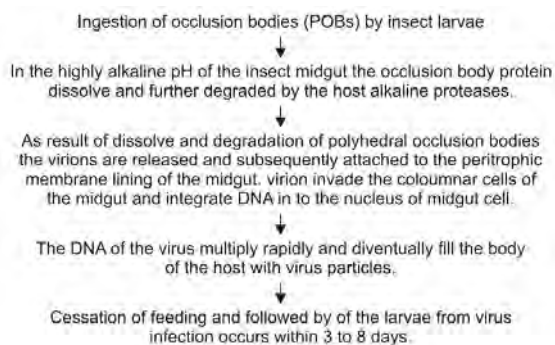 Ingestion of occlusion bodies (POBs) by insect larvae
In the highly alkaline pH of the insect midgut the occlusion body protein
dissolve and further degraded by the host alkaline proteases.
As result of dissolve and degradation of polyhedral occlusion bodies
the virions are released and subsequently attached to the peritrophic
membrane lining of the midgut. virion invade the coloumnar cells of
the midgut and integrate DNA in to the nucleus of midgut cell.
The DNA of the virus multiply rapidly and diventually fill the body
of the host with virus particles.
Cessation of feeding and followed by of the larvae from virus
infection occurs within 3 to 8 days.